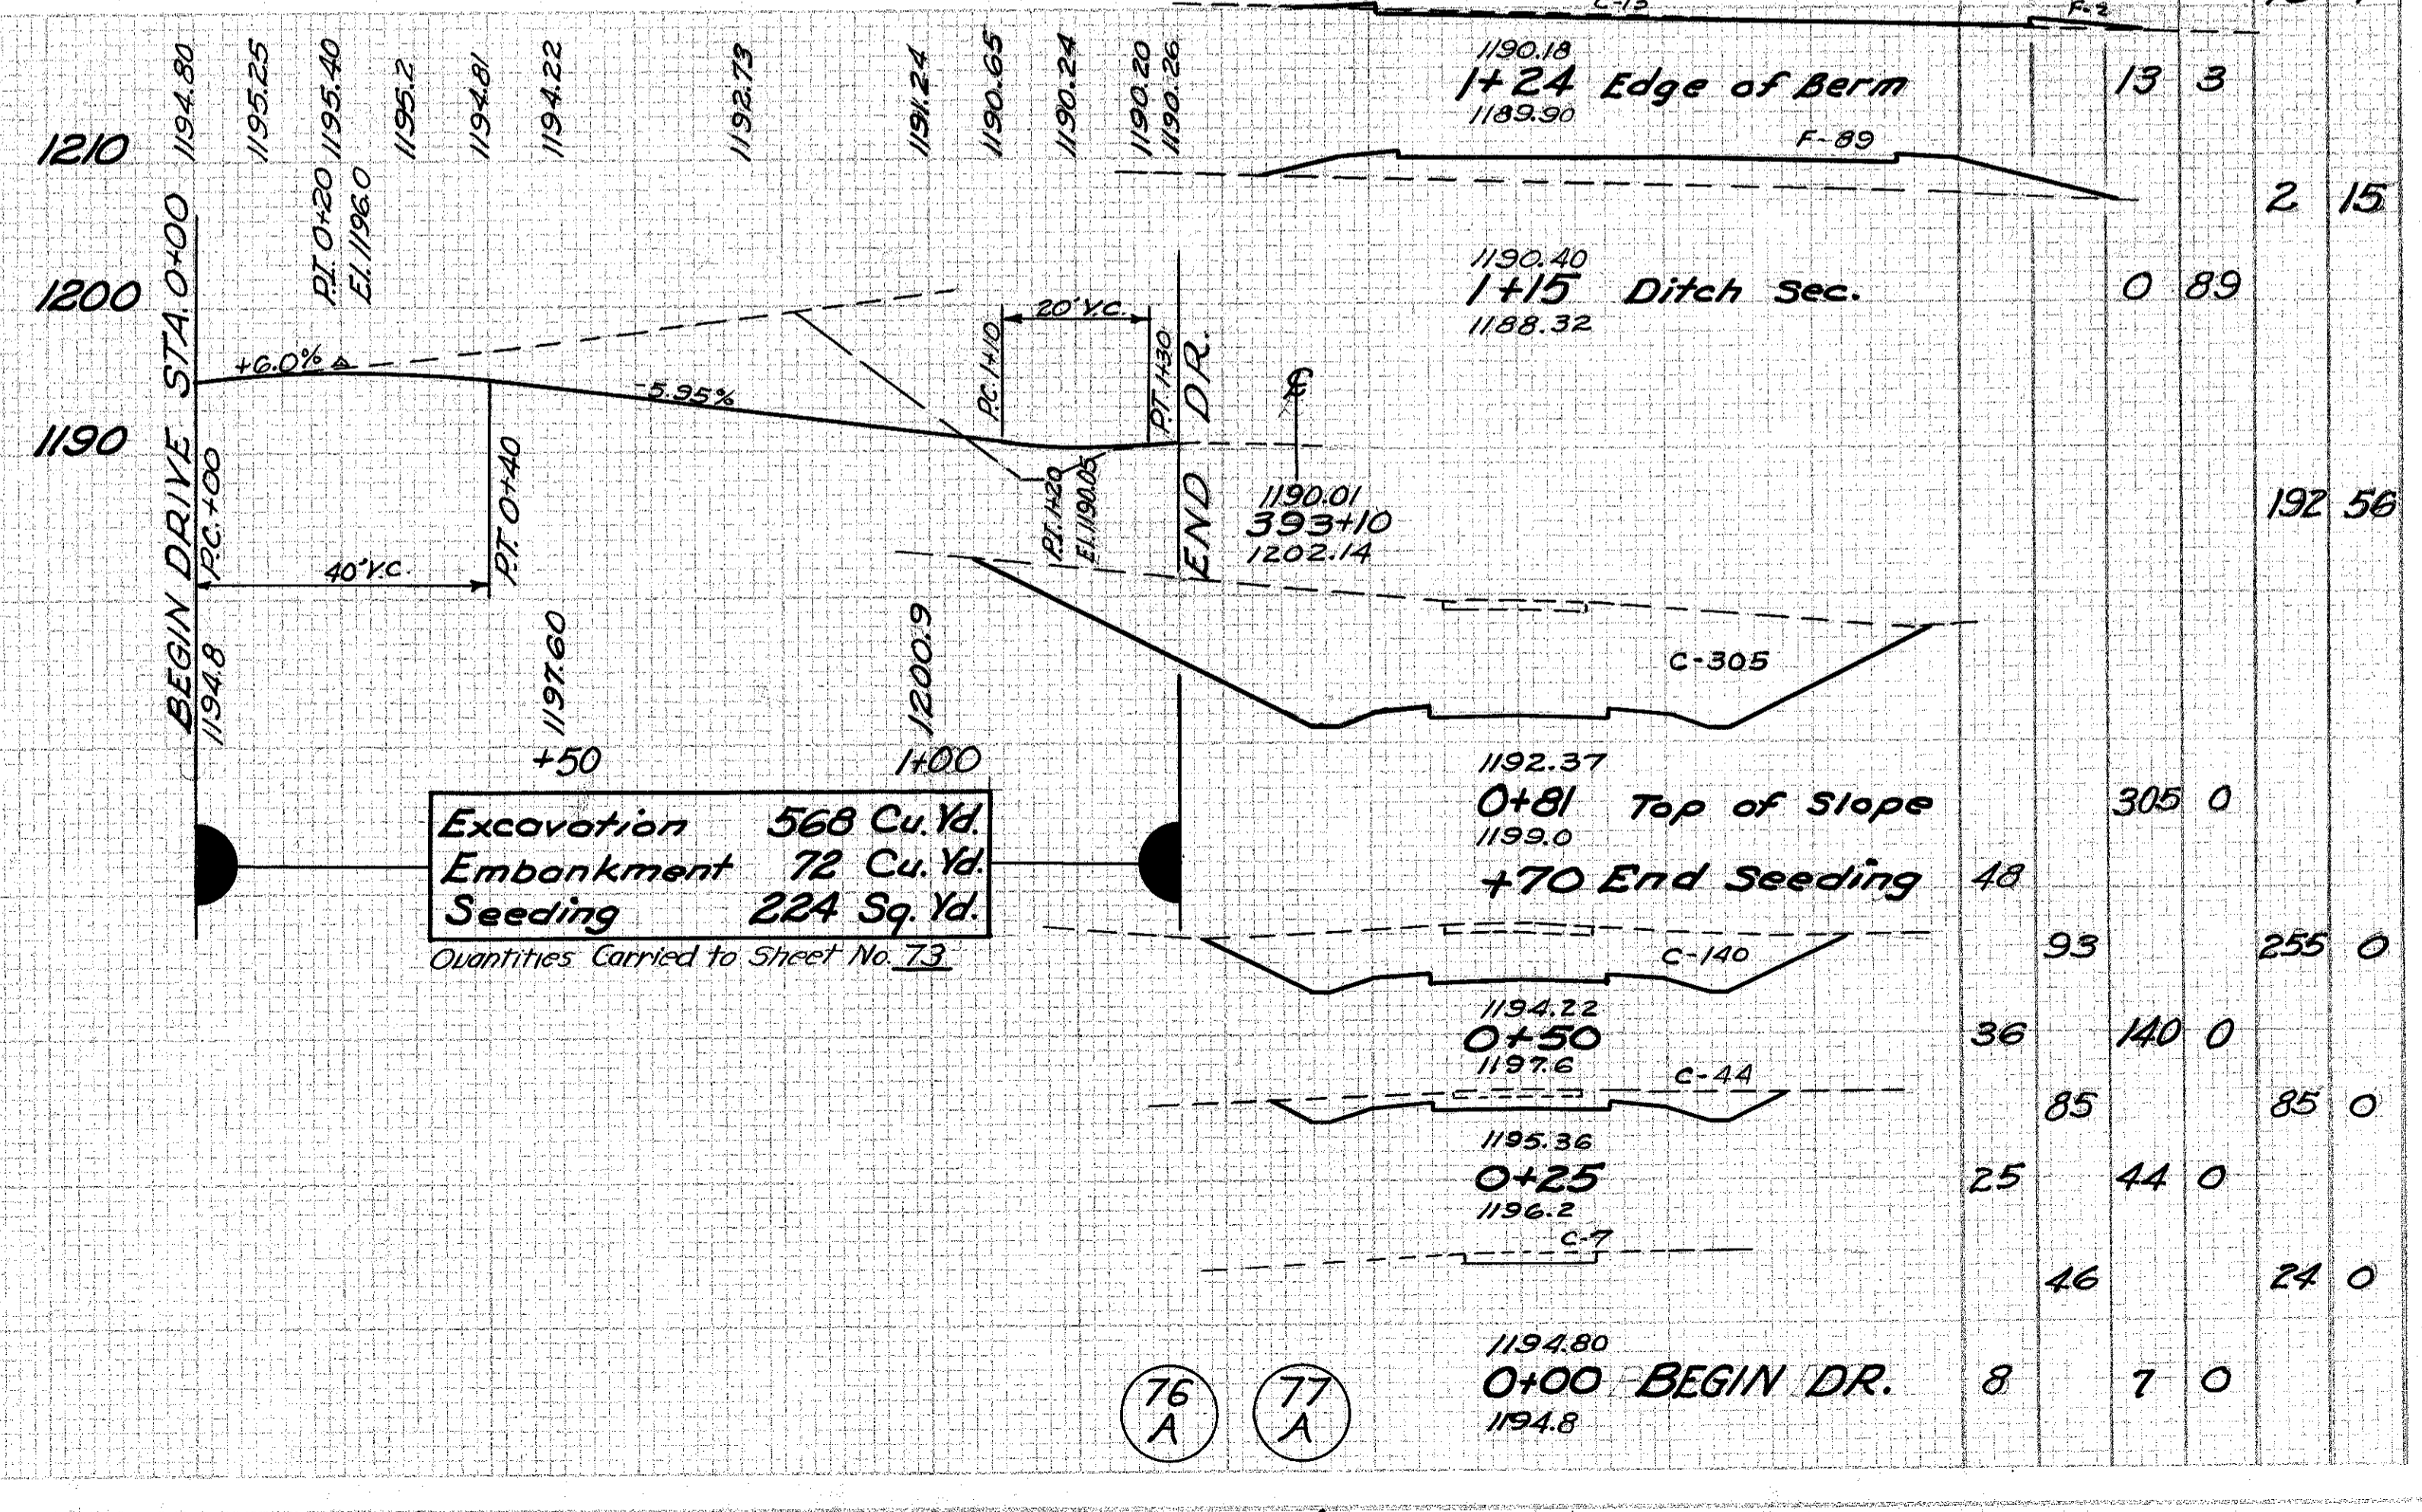 1194.80
1195.25
1195.40
1195.2
1194.81
1194.22
1192.73
1191.24
1190.65
1190.24
1190.20
1190.26
1210
1200
1190
P.I. 0+20
El. 1196.0
BEGIN DRIVE STA. 0+00
P.C. +00
1194.8
+6.0%
-5.95%
P.T. 0+40
40' V.C.
20' V.C.
P.C. 1+10
P.T. 1+30
P.I. 1+20
El. 1190.05
END DR.
1190.01
393+10
1202.14
1197.60
1200.9
+50
1+00
Excavation 568 Cu. Yd.
Embankment 72 Cu. Yd.
Seeding 224 Sq. Yd.
Quantities Carried to Sheet No. 73
C-13
F-2
1190.18
1+24 Edge of Berm 13 3
1189.90
F-89
2 15
1190.40
1+15 Ditch Sec. 0 89
1188.32
192 56
C-305
1192.37
0+81 Top of Slope 305 0
1199.0
+70 End Seeding 48
93 255 0
C-140
1194.22
0+50 36 140 0
1197.6
C-44
85 85 0
1195.36
0+25 25 44 0
1196.2
C-7
46 24 0
1194.80
0+00 BEGIN DR. 8 7 0
1194.8
76
A
77
A